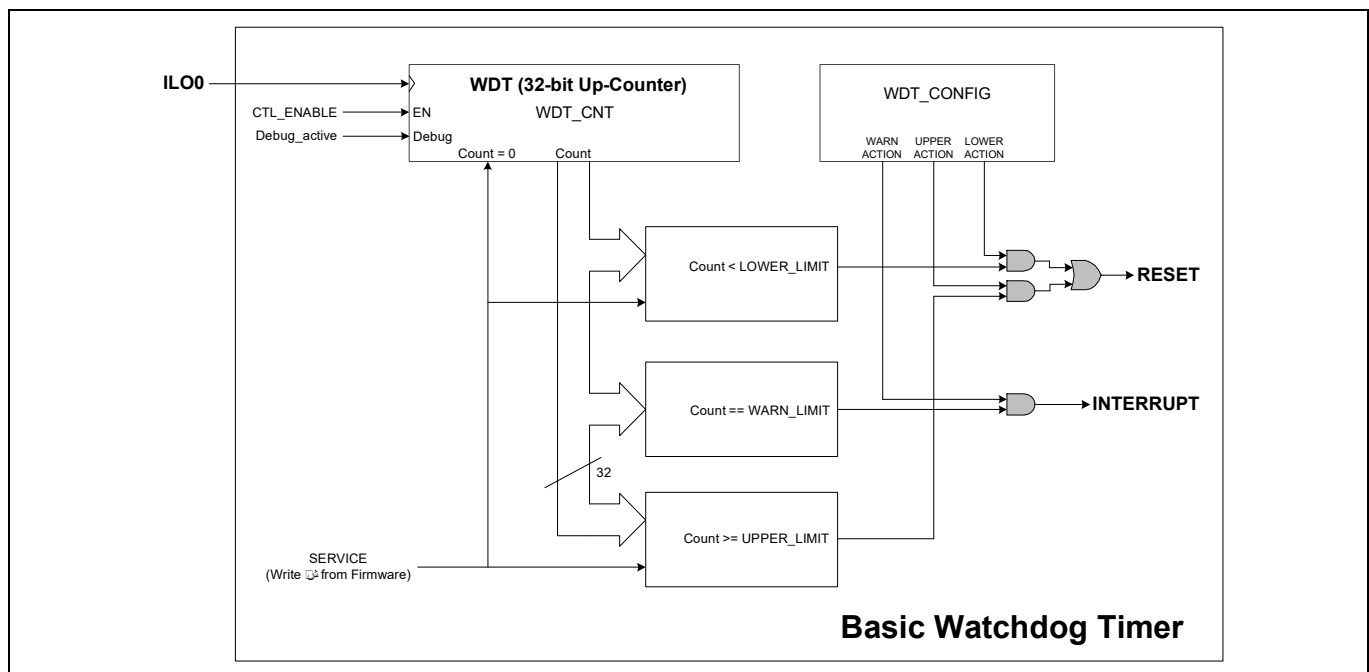 ILO0
CTL_ENABLE
Debug_active
WDT (32-bit Up-Counter)
WDT_CNT
EN
Debug
Count = 0
Count
WDT_CONFIG
WARN ACTION
UPPER ACTION
LOWER ACTION
Count < LOWER_LIMIT
RESET
Count == WARN_LIMIT
INTERRUPT
32
Count >= UPPER_LIMIT
SERVICE
(Write from Firmware)
Basic Watchdog Timer